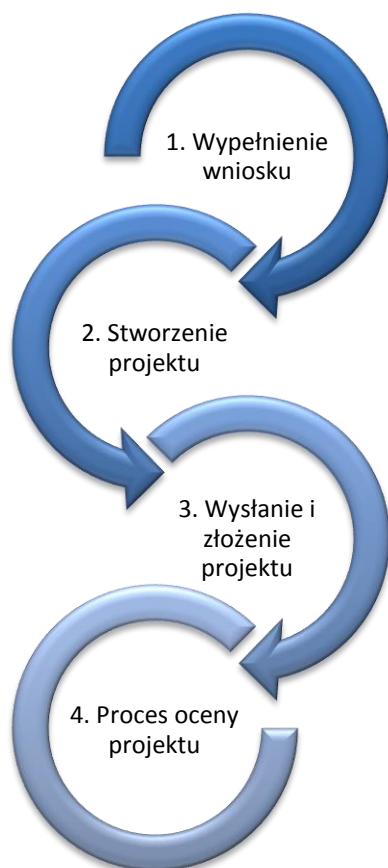 1. Wypełnienie
wniosku
2. Stworzenie
projektu
3. Wysłanie i
złożenie
projektu
4. Proces oceny
projektu